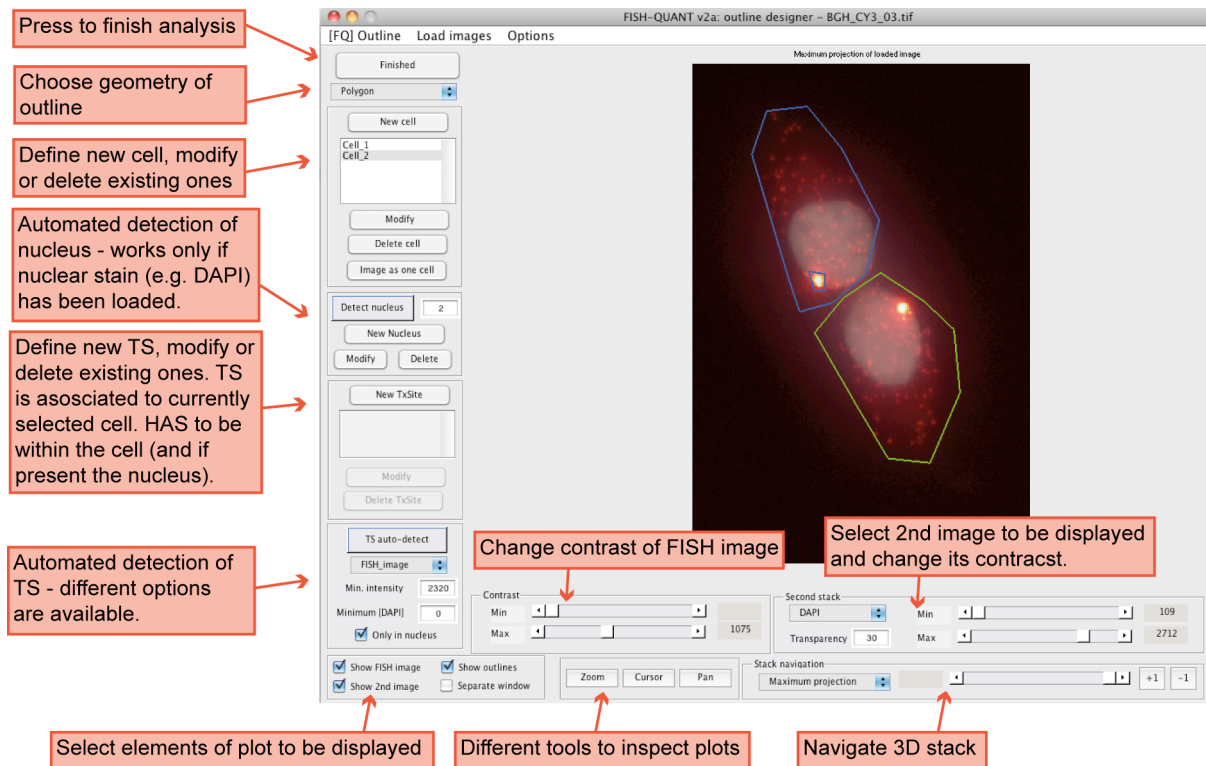 FISH-QUANT v2a: outline designer - BGH_CY3_03.tif
[FQ] Outline Load images Options
Maximum projection of loaded image
Press to finish analysis
Finished
Choose geometry of
outline
Polygon
New cell
Define new cell, modify
or delete existing ones
Cell_1
Cell_2
Modify
Delete cell
Image as one cell
Automated detection of
nucleus - works only if
nuclear stain (e.g. DAPI)
has been loaded.
Detect nucleus 2
New Nucleus
Modify Delete
Define new TS, modify or
delete existing ones. TS
is asosciated to currently
selected cell. HAS to be
within the cell (and if
present the nucleus).
New TxSite
Modify
Delete TxSite
Automated detection of
TS - different options
are available.
TS auto-detect
FISH_image
Min. intensity 2320
Minimum [DAPI] 0
Only in nucleus
Change contrast of FISH image
Select 2nd image to be displayed
and change its contracst.
Contrast
Min
Max 1075
Second stack
DAPI Min 109
Transparency 30 Max 2712
Show FISH image Show outlines
Show 2nd image Separate window
Zoom Cursor Pan
Stack navigation
Maximum projection +1 -1
Select elements of plot to be displayed
Different tools to inspect plots
Navigate 3D stack